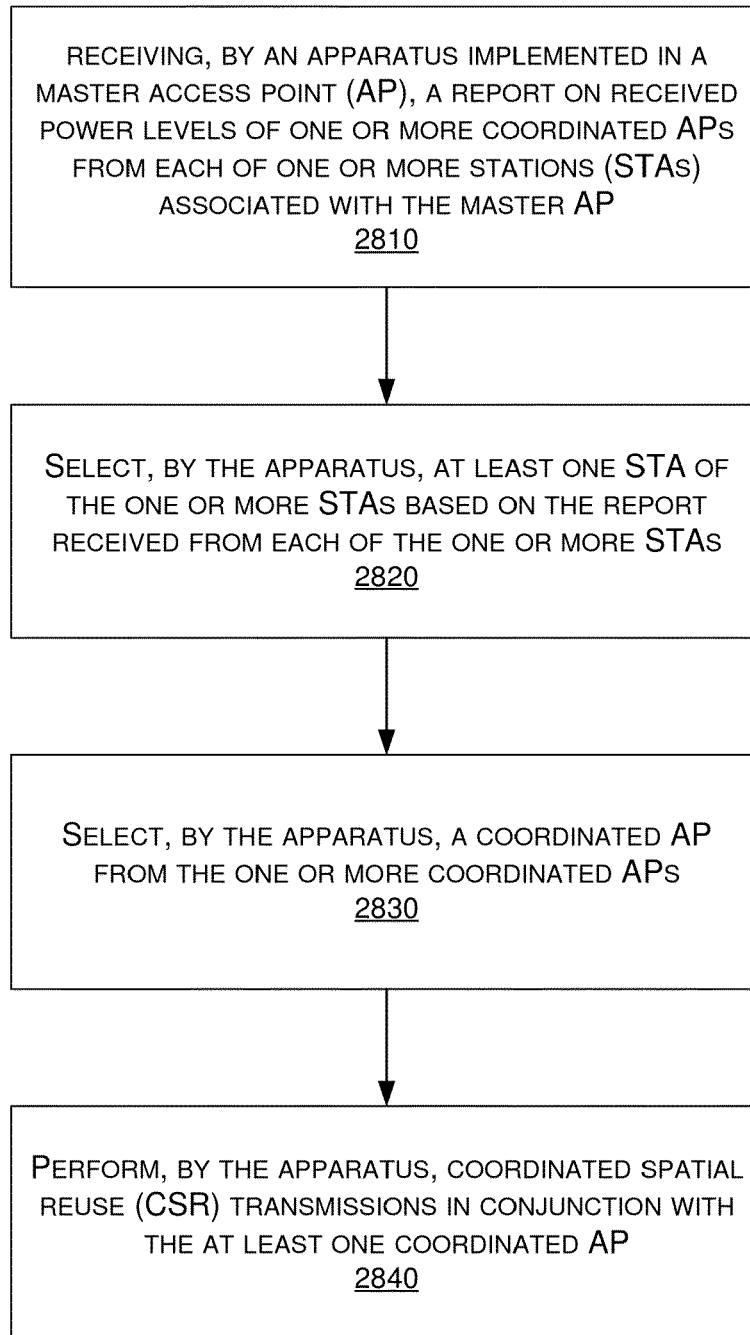 RECEIVING, BY AN APPARATUS IMPLEMENTED IN A
MASTER ACCESS POINT (AP), A REPORT ON RECEIVED
POWER LEVELS OF ONE OR MORE COORDINATED APS
FROM EACH OF ONE OR MORE STATIONS (STAS)
ASSOCIATED WITH THE MASTER AP
2810
SELECT, BY THE APPARATUS, AT LEAST ONE STA OF
THE ONE OR MORE STAS BASED ON THE REPORT
RECEIVED FROM EACH OF THE ONE OR MORE STAS
2820
SELECT, BY THE APPARATUS, A COORDINATED AP
FROM THE ONE OR MORE COORDINATED APS
2830
PERFORM, BY THE APPARATUS, COORDINATED SPATIAL
REUSE (CSR) TRANSMISSIONS IN CONJUNCTION WITH
THE AT LEAST ONE COORDINATED AP
2840